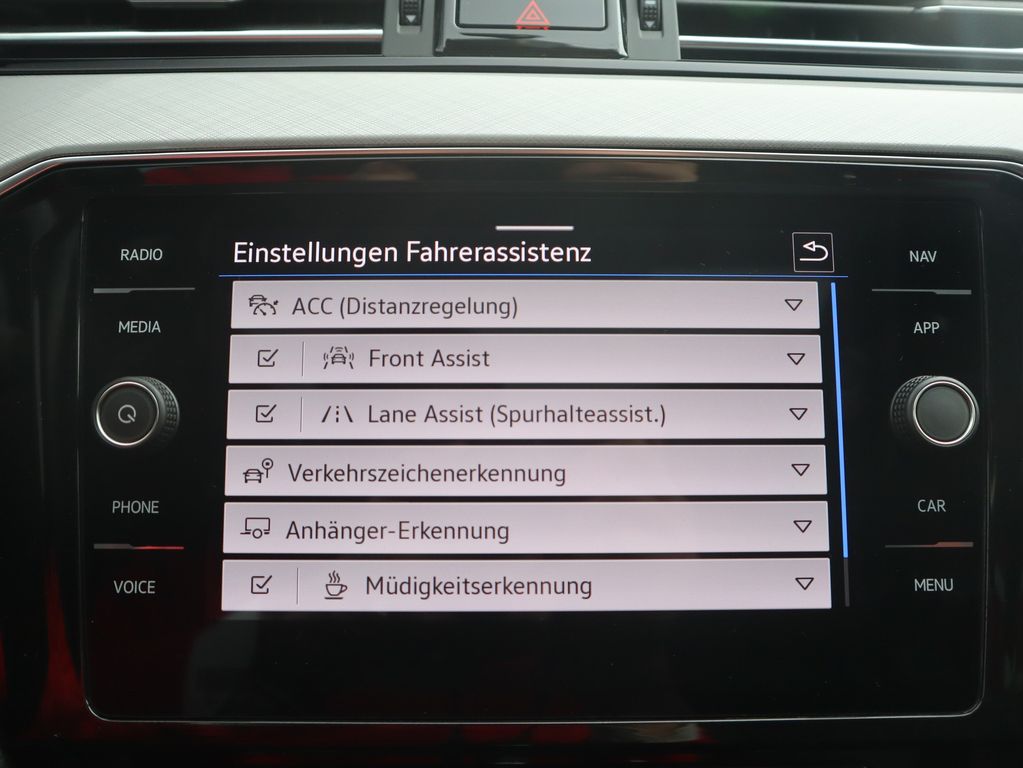 Einstellungen Fahrerassistenz
RADIO
MEDIA
PHONE
VOICE
ACC (Distanzregelung)
Front Assist
Lane Assist (Spurhalteassist.)
Verkehrszeichenerkennung
Anhänger-Erkennung
Müdigkeitserkennung
NAV
APP
CAR
MENU